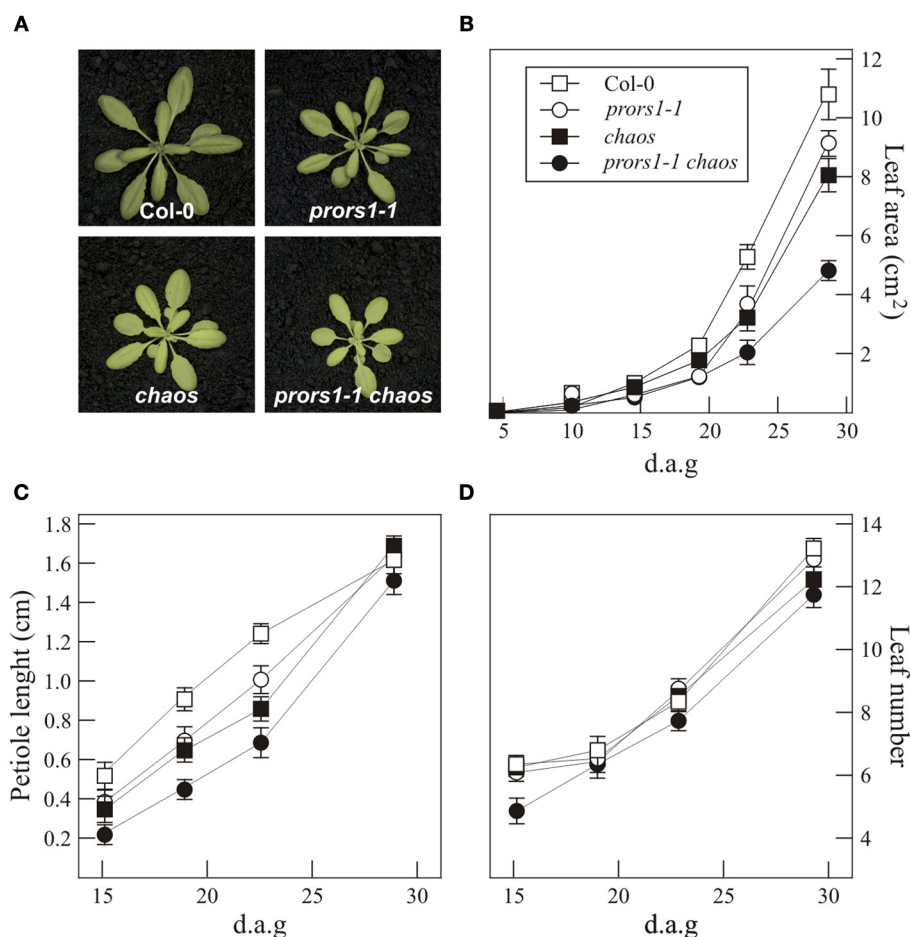 A
Col-0
prors1-1
chaos
prors1-1 chaos
B
Col-0
prors1-1
chaos
prors1-1 chaos
12
10
8
6
4
2
Leaf area (cm2)
5 10 15 20 25 30
d.a.g
C
1.8
1.6
1.4
1.2
1.0
0.8
0.6
0.4
0.2
Petiole lenght (cm)
15 20 25 30
d.a.g
D
14
12
10
8
6
4
Leaf number
15 20 25 30
d.a.g